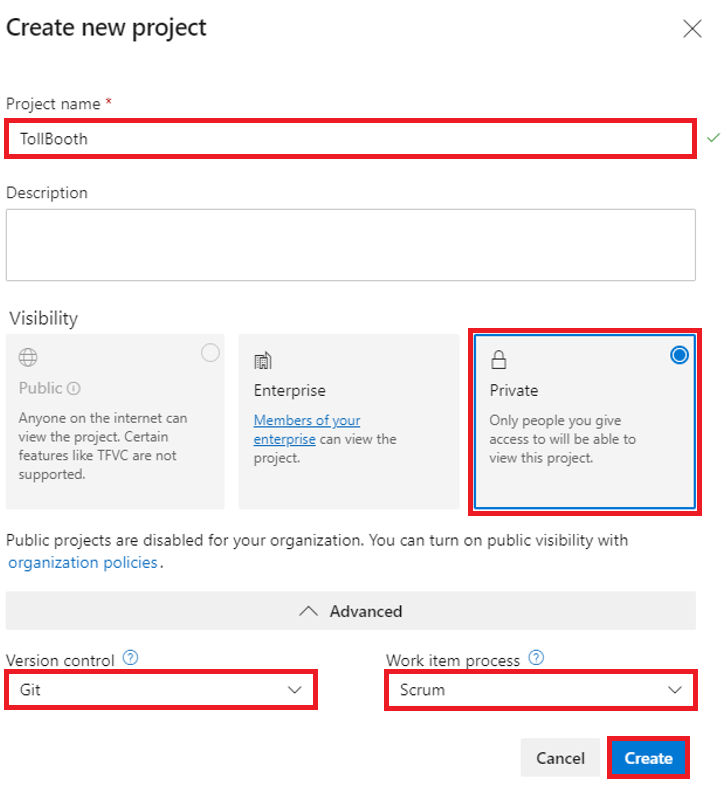 Create new project
Project name *
TollBooth
Description
Visibility
Public
Anyone on the internet can
view the project. Certain
features like TFVC are not
supported.
Enterprise
Members of your
enterprise can view the
project.
Private
Only people you give
access to will be able to
view this project.
Public projects are disabled for your organization. You can turn on public visibility with
organization policies.
Advanced
Version control ?
Git
Work item process ?
Scrum
Cancel
Create